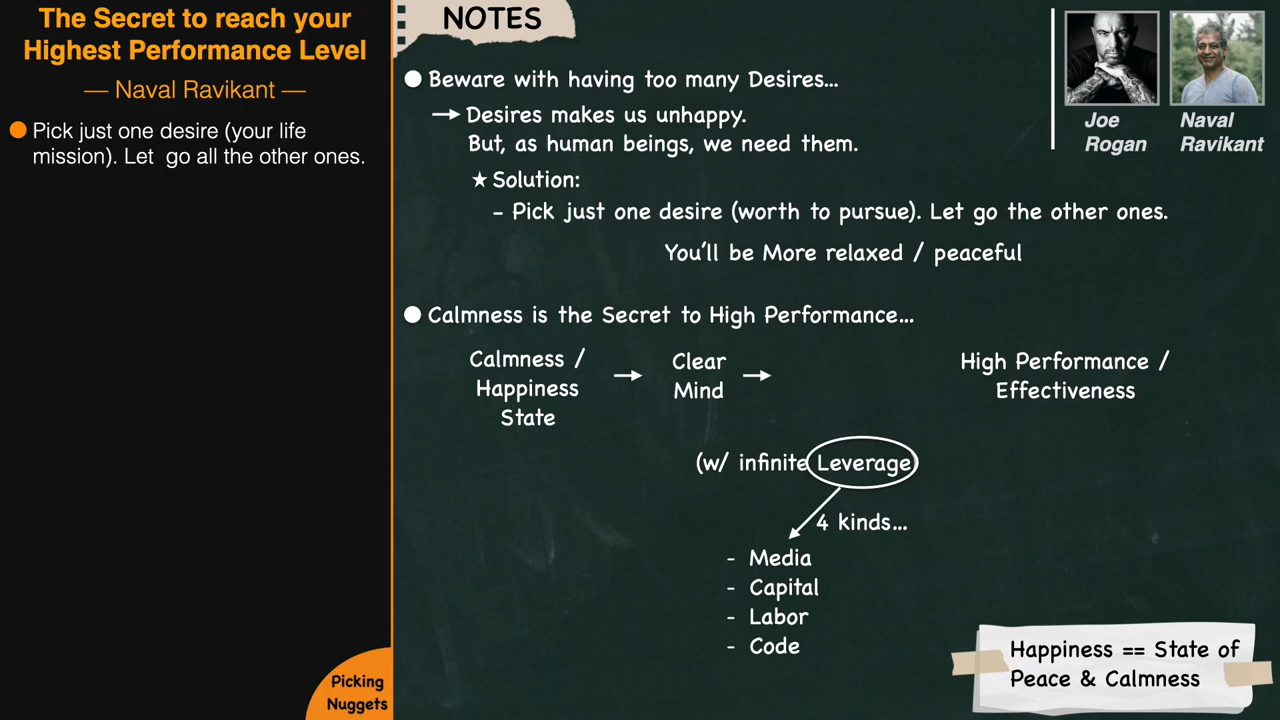 The Secret to reach your
Highest Performance Level
— Naval Ravikant —
Pick just one desire (your life
mission). Let go all the other ones.
Picking
Nuggets
NOTES
Beware with having too many Desires...
Desires makes us unhappy.
But, as human beings, we need them.
★ Solution:
- Pick just one desire (worth to pursue). Let go the other ones.
You'll be More relaxed / peaceful
Calmness is the Secret to High Performance...
Calmness /
Happiness
State
Clear
Mind
High Performance /
Effectiveness
(w/ infinite Leverage)
4 kinds...
- Media
- Capital
- Labor
- Code
Joe
Rogan
Naval
Ravikant
Happiness == State of
Peace & Calmness